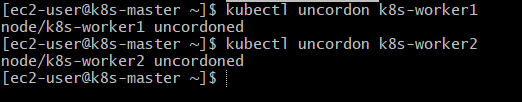 [ec2-user@k8s-master ~]$ kubectl uncordon k8s-worker1
node/k8s-worker1 uncordoned
[ec2-user@k8s-master ~]$ kubectl uncordon k8s-worker2
node/k8s-worker2 uncordoned
[ec2-user@k8s-master ~]$